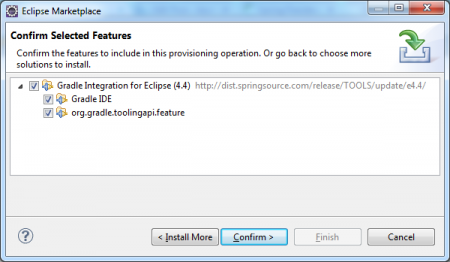 Eclipse Marketplace
Confirm Selected Features
Confirm the features to include in this provisioning operation. Or go back to choose more
solutions to install.
Gradle Integration for Eclipse (4.4) http://dist.springsource.com/release/TOOLS/update/e4.4/
Gradle IDE
org.gradle.toolingapi.feature
< Install More Confirm > Finish Cancel